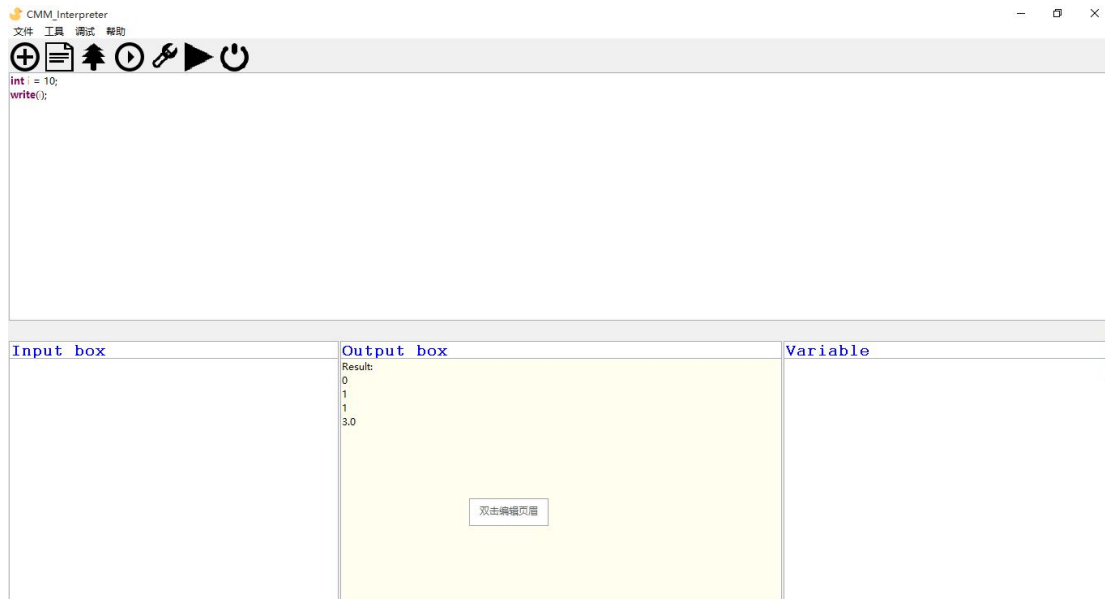 CMM_Interpreter
文件 工具 调试 帮助
int i = 10;
write(i);
Input box
Output box
Variable
Result:
0
1
1
3.0
双击编辑页眉